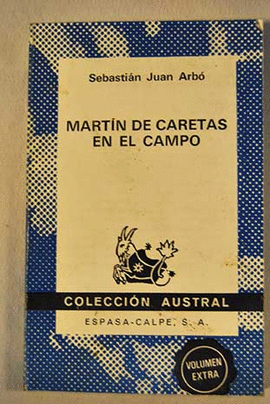 Sebastián Juan Arbó
MARTÍN DE CARETAS
EN EL CAMPO
COLECCIÓN AUSTRAL
ESPASA-CALPE, S. A.
VOLUMEN
EXTRA